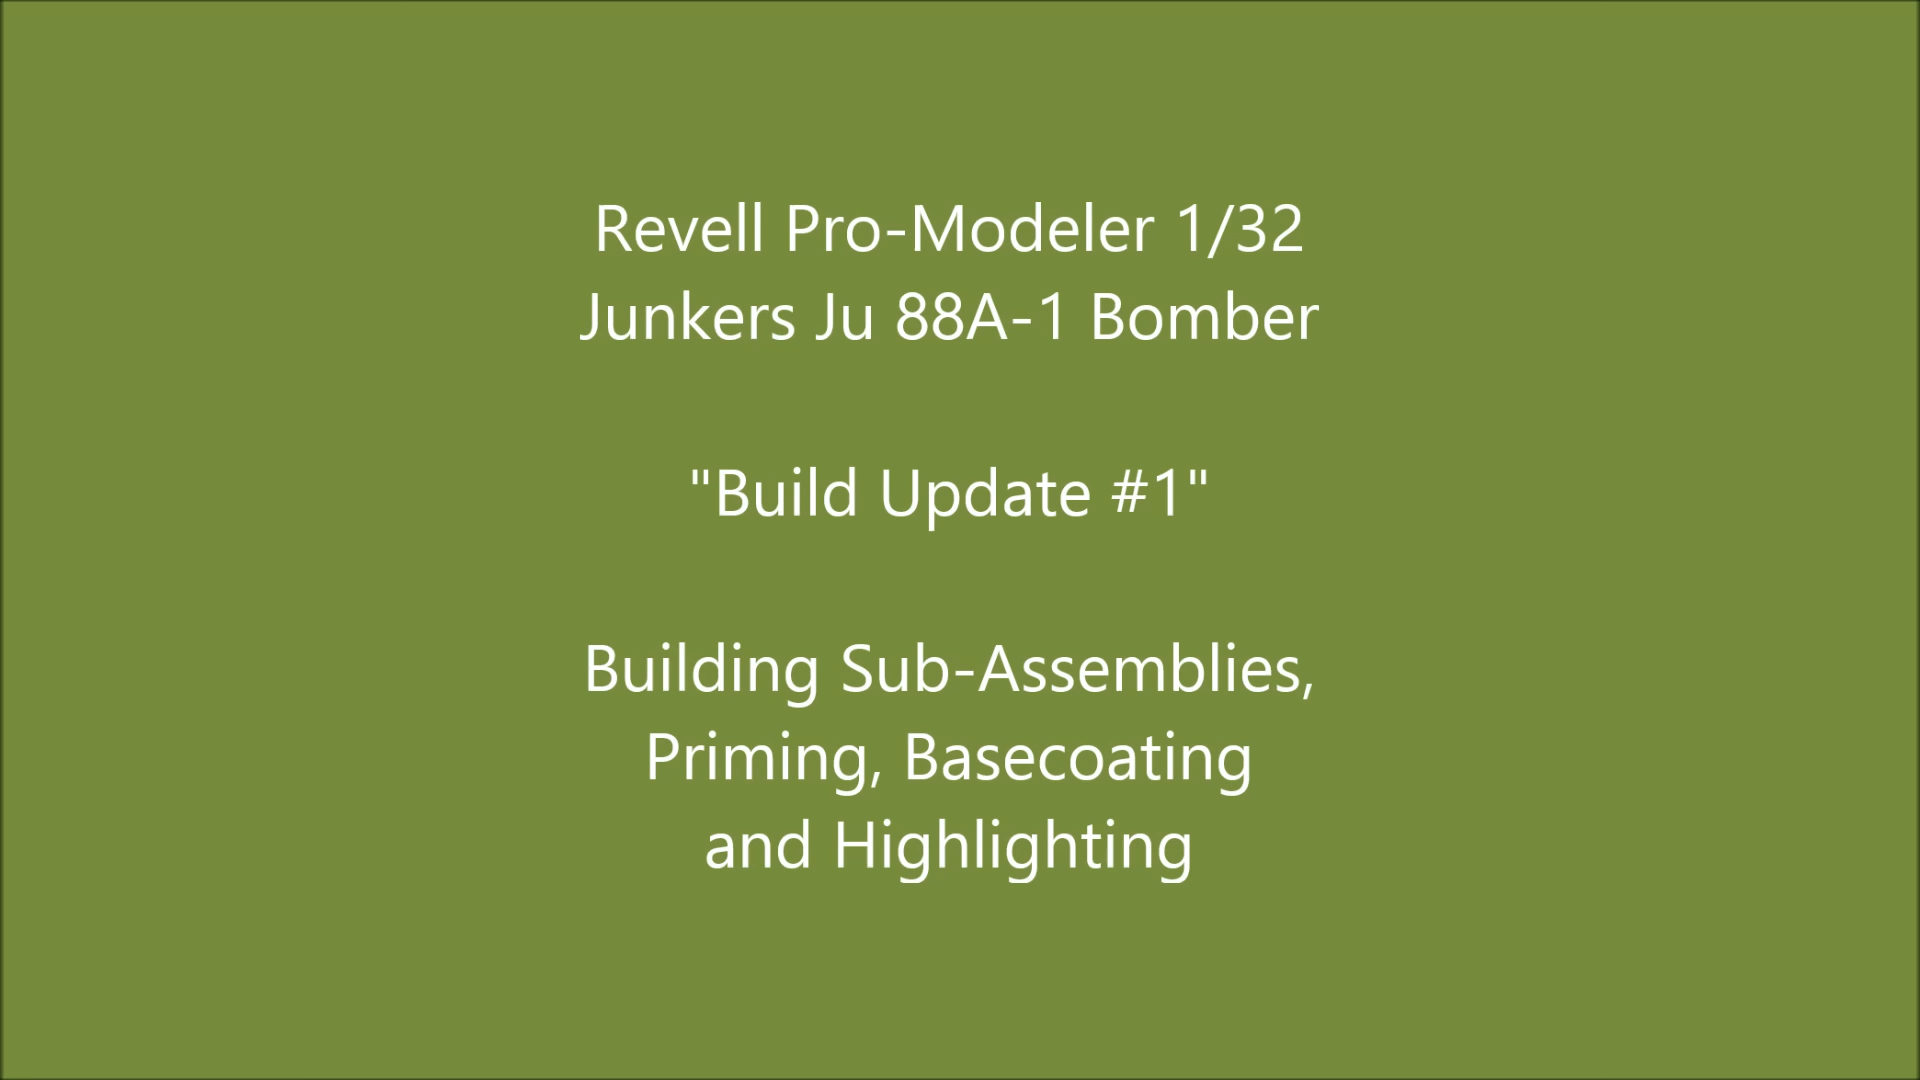 Revell Pro-Modeler 1/32
Junkers Ju 88A-1 Bomber
"Build Update #1"
Building Sub-Assemblies,
Priming, Basecoating
and Highlighting